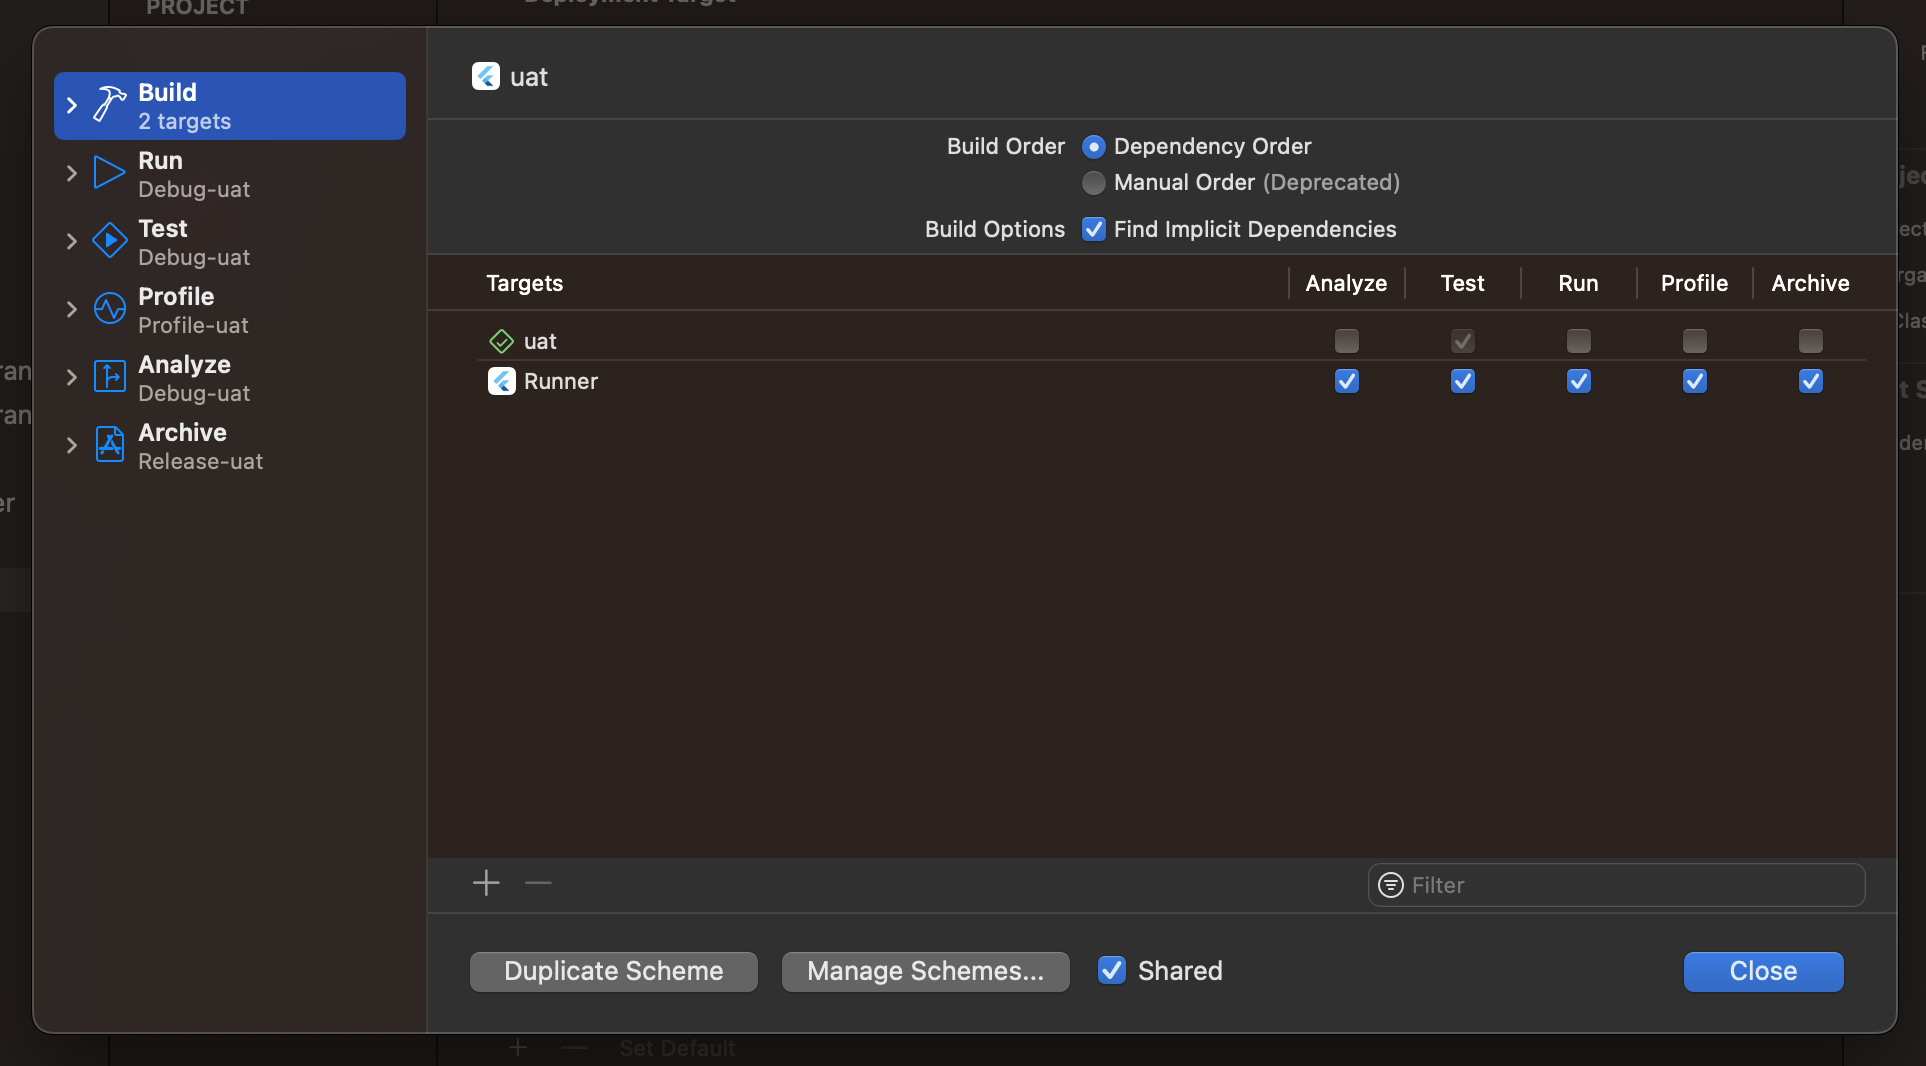 PROJECT
Deployment Target
Build
2 targets
Run
Debug-uat
Test
Debug-uat
Profile
Profile-uat
Analyze
Debug-uat
Archive
Release-uat
uat
Build Order
Dependency Order
Manual Order (Deprecated)
Build Options
Find Implicit Dependencies
Targets
Analyze
Test
Run
Profile
Archive
uat
Runner
Filter
Duplicate Scheme
Manage Schemes...
Shared
Close
Set Default